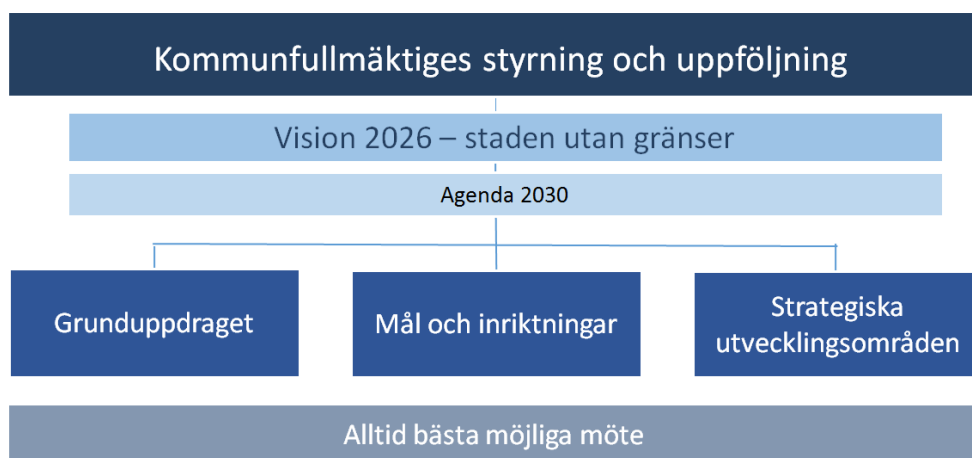 Kommunfullmäktiges styrning och uppföljning
Vision 2026 – staden utan gränser
Agenda 2030
Grunduppdraget
Mål och inriktningar
Strategiska
utvecklingsområden
Alltid bästa möjliga möte